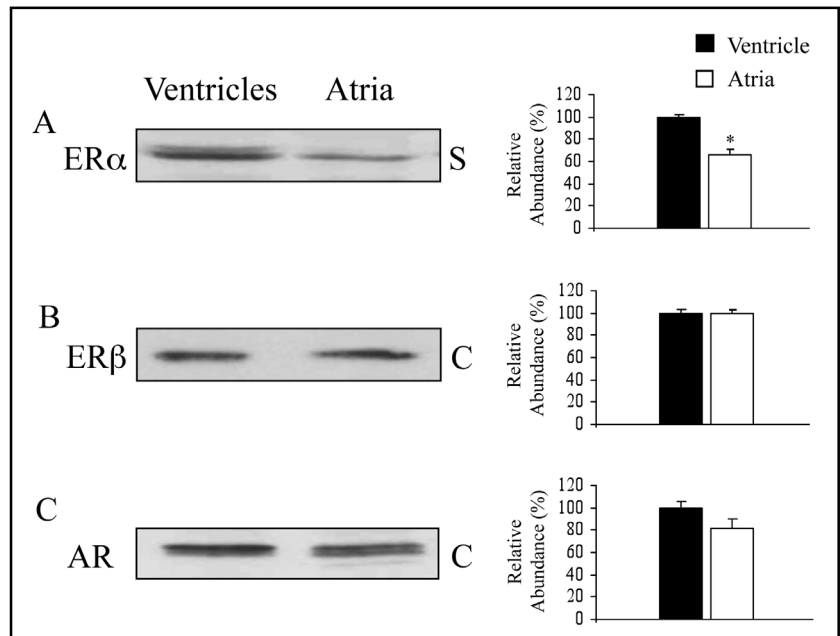 Ventricle
Atria
Ventricles Atria
A
ERα
S
Relative
Abundance (%)
120
100
80
60
40
20
0
*
B
ERβ
C
Relative
Abundance (%)
120
100
80
60
40
20
0
C
AR
C
Relative
Abundance (%)
120
100
80
60
40
20
0